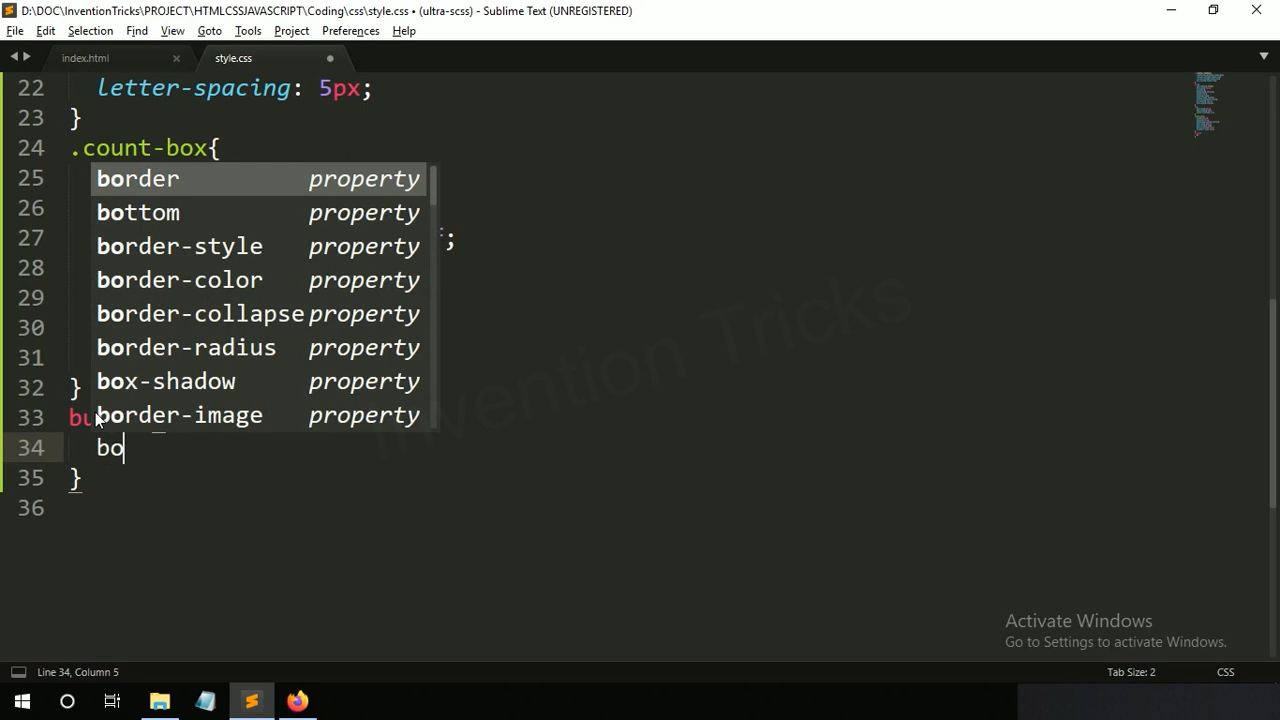 D:\DOC\InventionTricks\PROJECT\HTMLCSSJAVASCRIPT\Coding\css\style.css • (ultra-scss) - Sublime Text (UNREGISTERED)
File Edit Selection Find View Goto Tools Project Preferences Help
index.html style.css
22 letter-spacing: 5px;
23 }
24 .count-box{
25 border property
26 bottom property
27 border-style property ;
28 border-color property
29 border-collapse property
30 border-radius property
31 box-shadow property
32 }
33 bu border-image property
34 bo
35 }
36
Invention Tricks
Activate Windows
Go to Settings to activate Windows.
Line 34, Column 5 Tab Size: 2 CSS